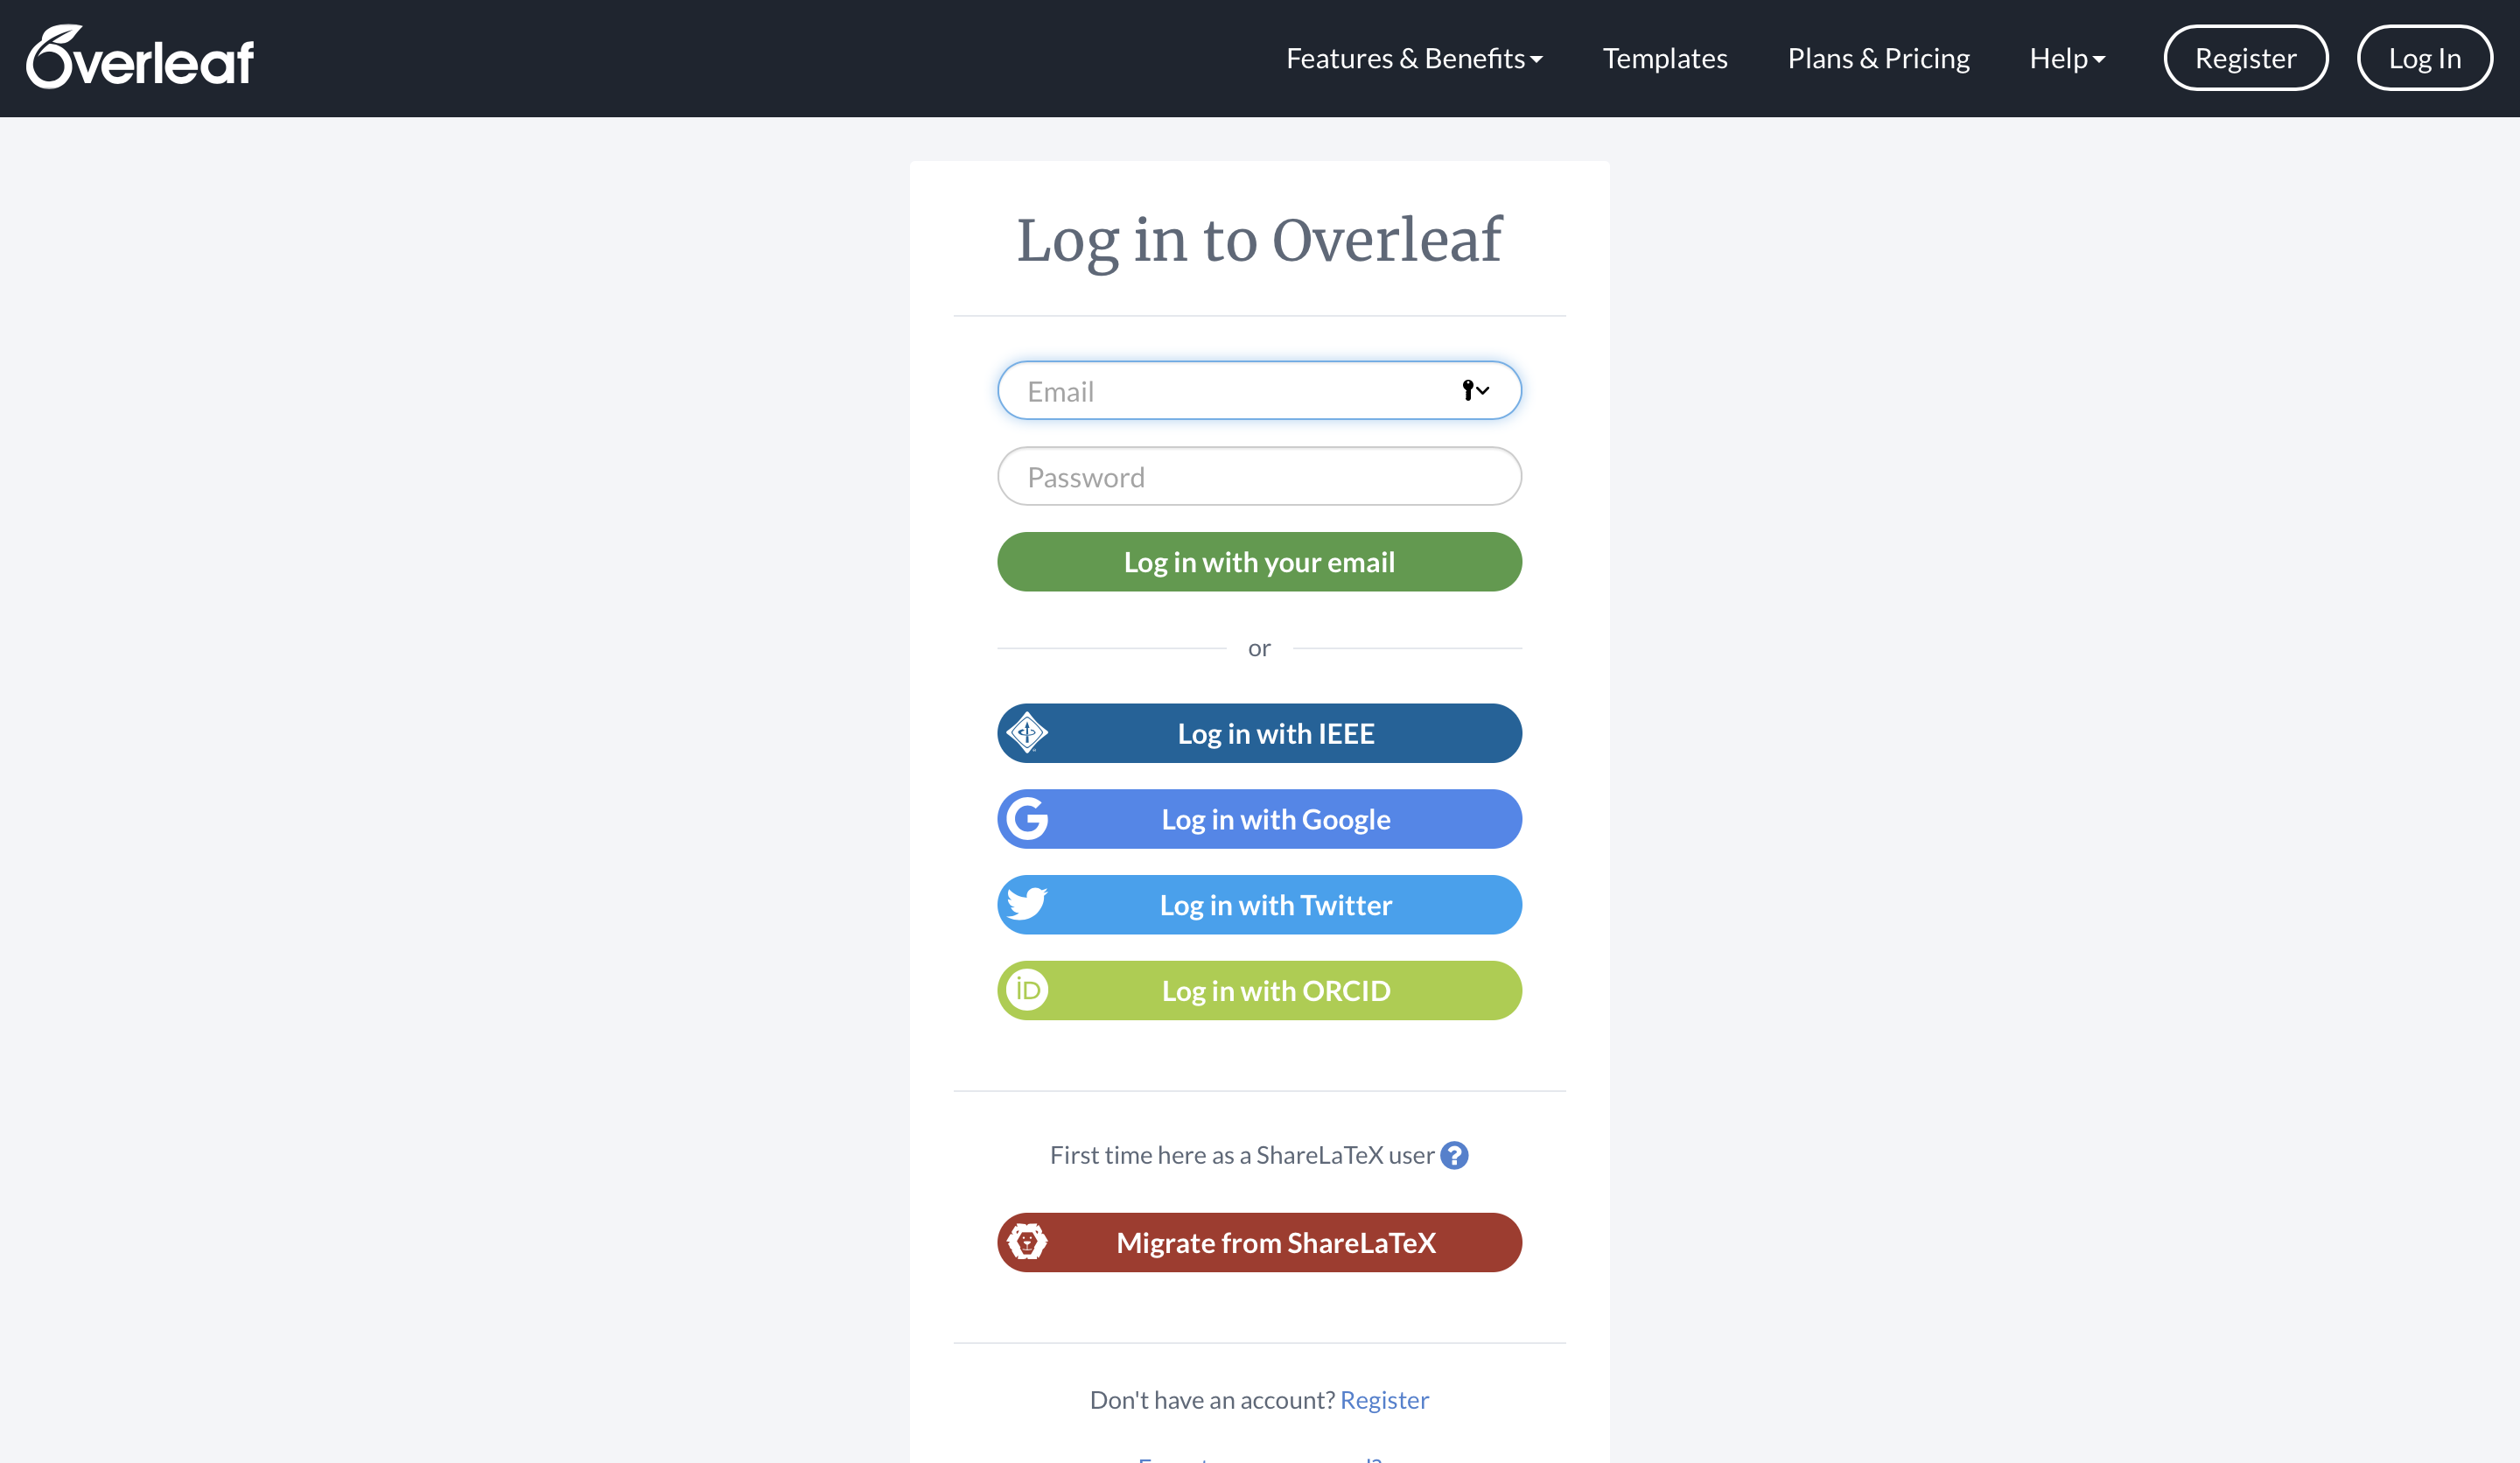 Overleaf
Features & Benefits
Templates
Plans & Pricing
Help
Register
Log In
Log in to Overleaf
Email
Password
Log in with your email
or
Log in with IEEE
G Log in with Google
Log in with Twitter
iD Log in with ORCID
First time here as a ShareLaTeX user ?
Migrate from ShareLaTeX
Don't have an account? Register